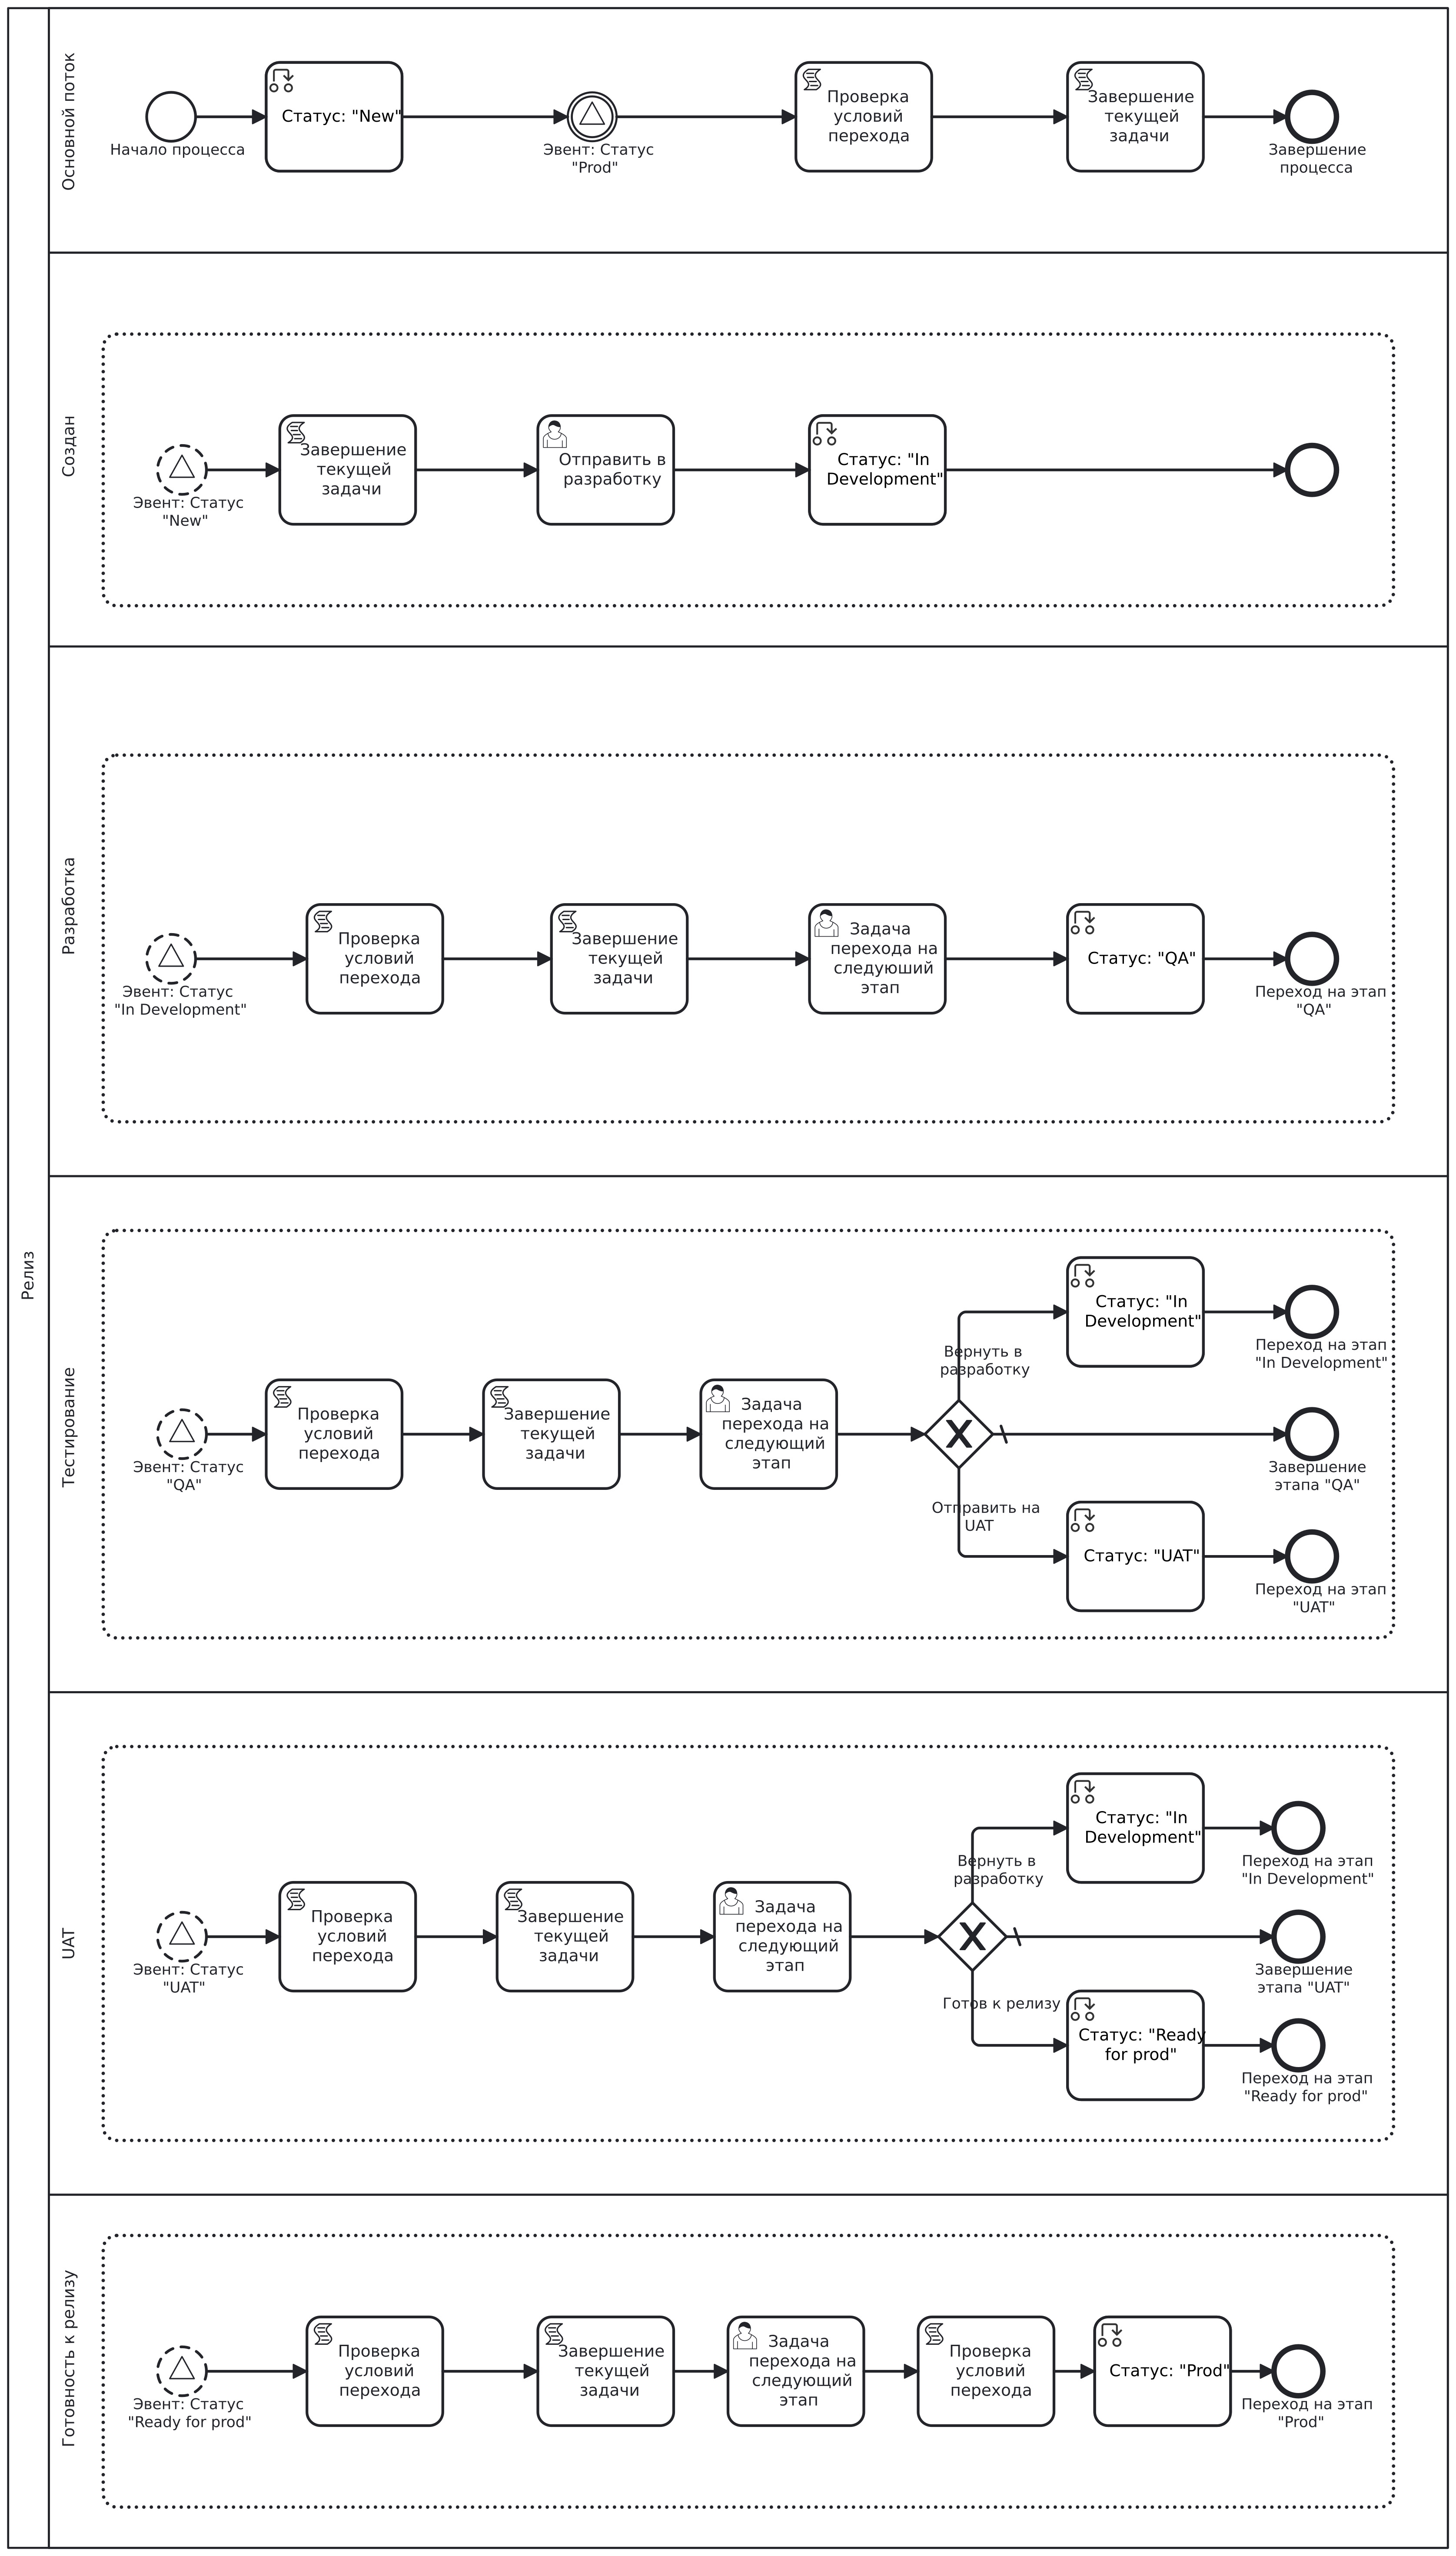 Релиз
Основной поток
Начало процесса
Статус: "New"
Эвент: Статус
"Prod"
Проверка
условий
перехода
Завершение
текущей
задачи
Завершение
процесса
Создан
Эвент: Статус
"New"
Завершение
текущей
задачи
Отправить в
разработку
Статус: "In
Development"
Разработка
Эвент: Статус
"In Development"
Проверка
условий
перехода
Завершение
текущей
задачи
Задача
перехода на
следуюший
этап
Статус: "QA"
Переход на этап
"QA"
Тестирование
Эвент: Статус
"QA"
Проверка
условий
перехода
Завершение
текущей
задачи
Задача
перехода на
следующий
этап
Вернуть в
разработку
Статус: "In
Development"
Переход на этап
"In Development"
Завершение
этапа "QA"
Отправить на
UAT
Статус: "UAT"
Переход на этап
"UAT"
UAT
Эвент: Статус
"UAT"
Проверка
условий
перехода
Завершение
текущей
задачи
Задача
перехода на
следующий
этап
Вернуть в
разработку
Статус: "In
Development"
Переход на этап
"In Development"
Завершение
этапа "UAT"
Готов к релизу
Статус: "Ready
for prod"
Переход на этап
"Ready for prod"
Готовность к релизу
Эвент: Статус
"Ready for prod"
Проверка
условий
перехода
Завершение
текущей
задачи
Задача
перехода на
следующий
этап
Проверка
условий
перехода
Статус: "Prod"
Переход на этап
"Prod"